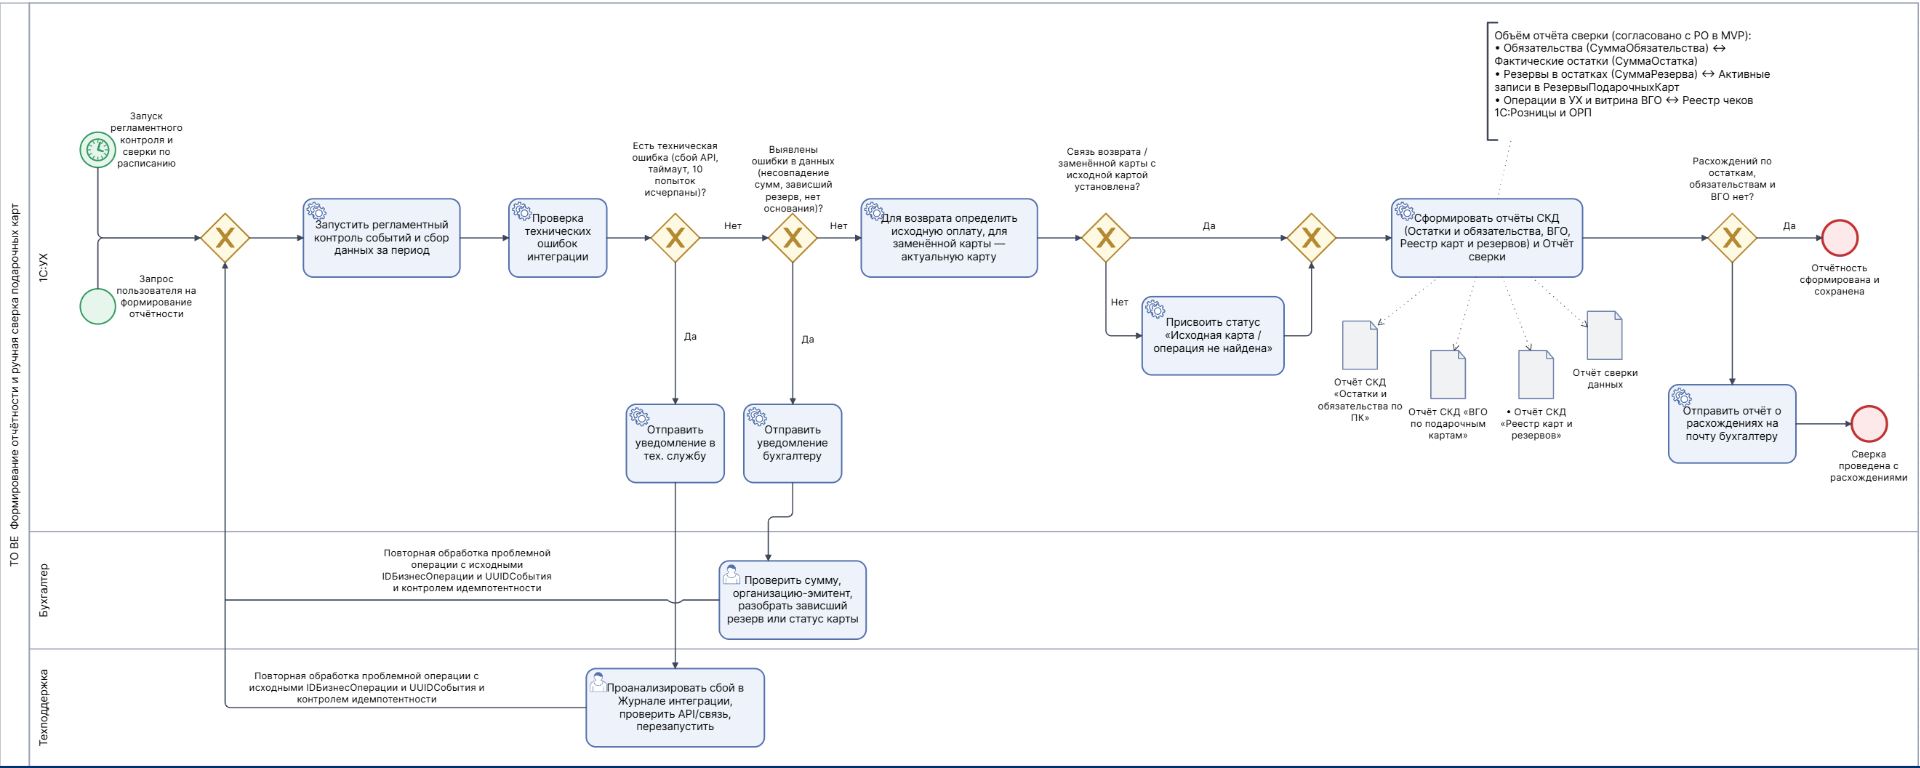 ТО ВЕ Формирование отчётности и ручная сверка подарочных карт
1С:УХ
Запуск
регламентного
контроля и
сверки по
расписанию
Запрос
пользователя на
формирование
отчётности
Запустить регламентный
контроль событий и сбор
данных за период
Проверка
технических
ошибок
интеграции
Есть техническая
ошибка (сбой API,
таймаут, 10
попыток
исчерпаны)?
Нет
Да
Выявлены
ошибки в данных
(несовпадение
сумм, зависший
резерв, нет
основания)?
Нет
Да
Отправить
уведомление в
тех. службу
Отправить
уведомление
бухгалтеру
Для возврата определить
исходную оплату, для
заменённой карты —
актуальную карту
Связь возврата /
заменённой карты с
исходной картой
установлена?
Да
Нет
Присвоить статус
«Исходная карта /
операция не найдена»
Объём отчёта сверки (согласовано с РО в MVP):
• Обязательства (СуммаОбязательства) ↔
Фактические остатки (СуммаОстатка)
• Резервы в остатках (СуммаРезерва) ↔ Активные
записи в РезервыПодарочныхКарт
• Операции в УХ и витрина ВГО ↔ Реестр чеков
1С:Розницы и ОРП
Сформировать отчёты СКД
(Остатки и обязательства, ВГО,
Реестр карт и резервов) и Отчёт
сверки
Отчёт СКД
«Остатки и
обязательства по
ПК»
Отчёт СКД «ВГО
по подарочным
картам»
• Отчёт СКД
«Реестр карт и
резервов»
Отчёт сверки
данных
Расхождений по
остаткам,
обязательствам и
ВГО нет?
Да
Отчётность
сформирована и
сохранена
Отправить отчёт о
расхождениях на
почту бухгалтеру
Сверка
проведена с
расхождениями
Бухгалтер
Повторная обработка проблемной
операции с исходными
IDБизнесОперации и UUIDСобытия
и контролем идемпотентности
Проверить сумму,
организацию-эмитент,
разобрать зависший
резерв или статус карты
Техподдержка
Повторная обработка проблемной операции с
исходными IDБизнесОперации и UUIDСобытия и
контролем идемпотентности
Проанализировать сбой в
Журнале интеграции,
проверить API/связь,
перезапустить